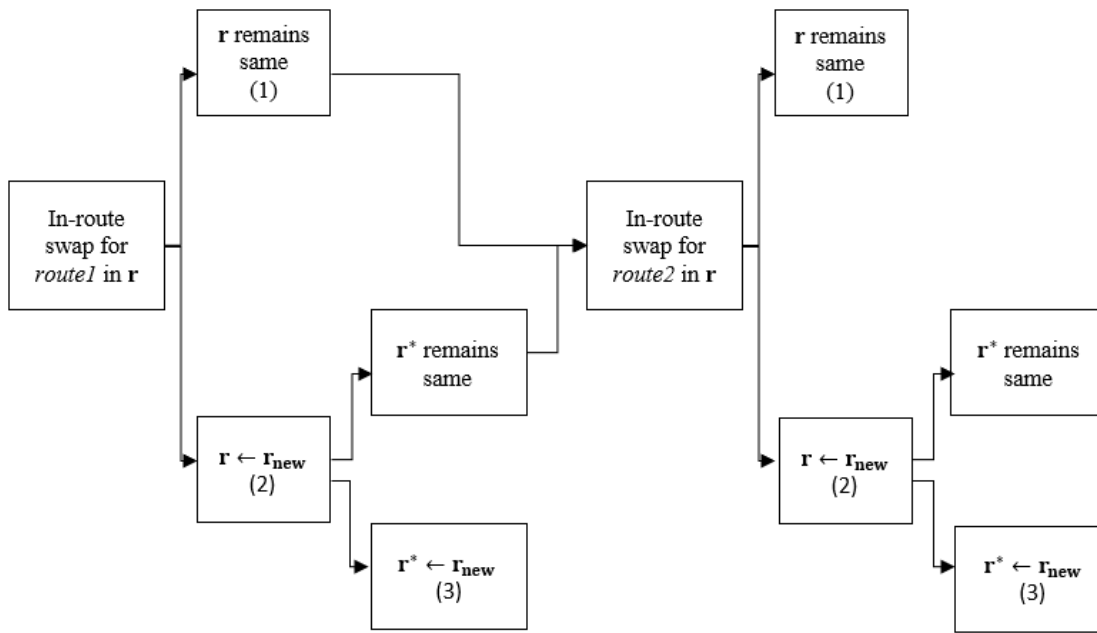 r remains
same
(1)
In-route
swap for
route1 in r
r* remains
same
r ← rnew
(2)
r* ← rnew
(3)
In-route
swap for
route2 in r
r remains
same
(1)
r* remains
same
r ← rnew
(2)
r* ← rnew
(3)